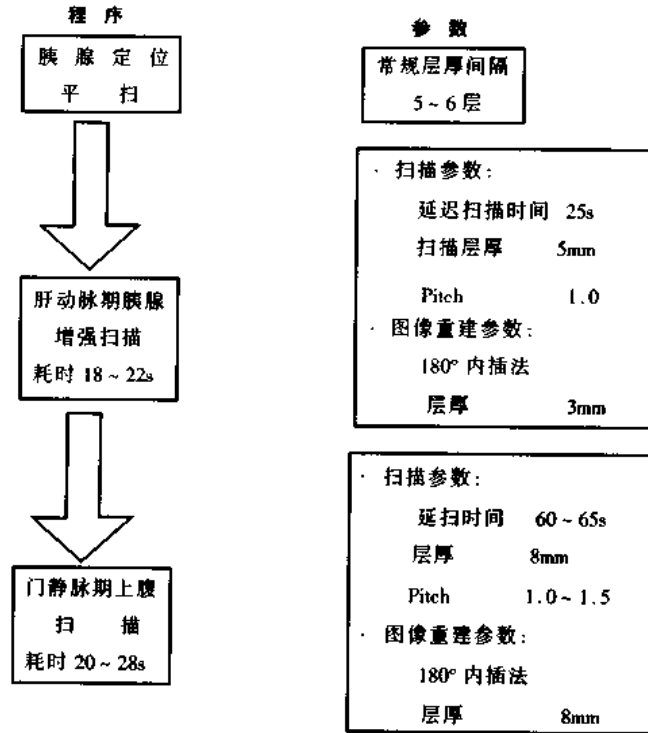 程序
胰腺定位
平扫
肝动脉期胰腺
增强扫描
耗时 18~22s
门静脉期上腹
扫描
耗时 20~28s
参数
常规层厚间隔
5~6层
· 扫描参数:
延迟扫描时间 25s
扫描层厚 5mm
Pitch 1.0
· 图像重建参数:
180° 内插法
层厚 3mm
· 扫描参数:
延扫时间 60~65s
层厚 8mm
Pitch 1.0~1.5
· 图像重建参数:
180° 内插法
层厚 8mm